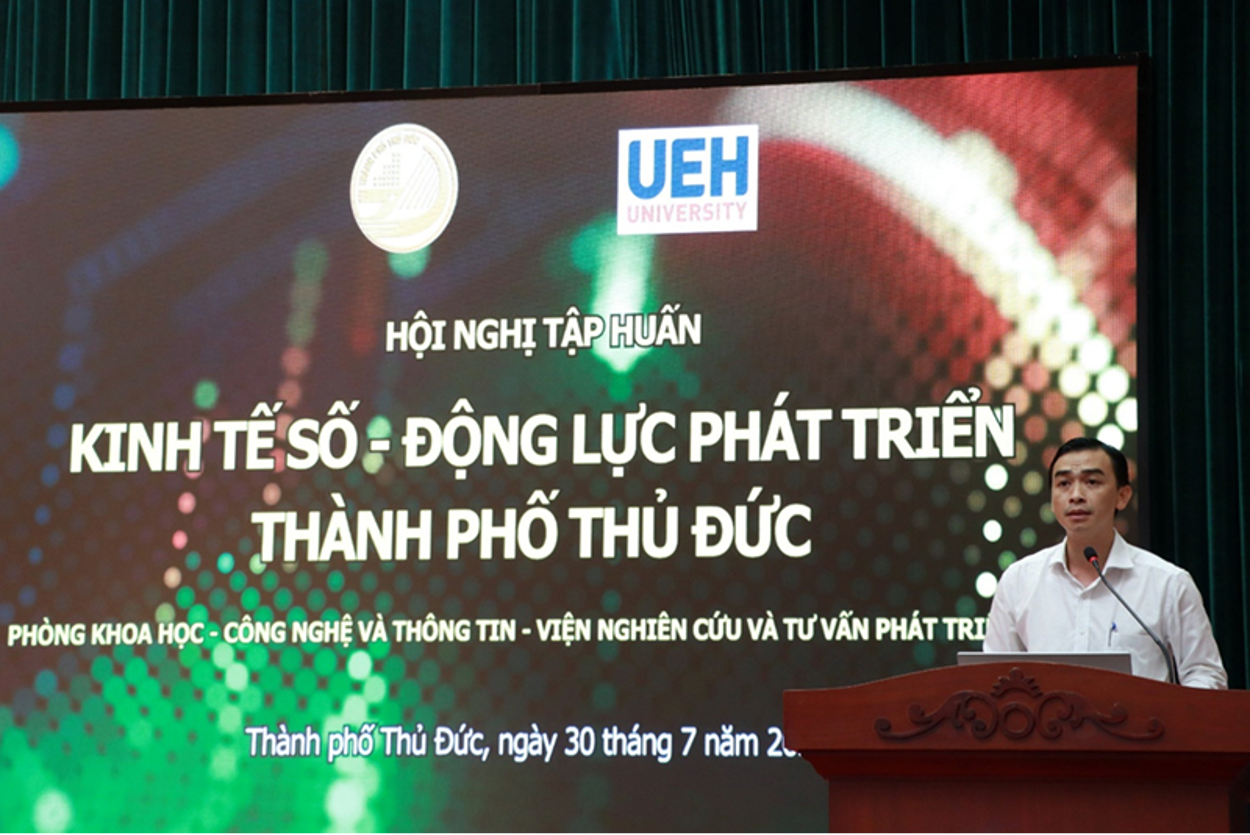 UEH
UNIVERSITY
HỘI NGHỊ TẬP HUẤN
KINH TẾ SỐ - ĐỘNG LỰC PHÁT TRIỂN
THÀNH PHỐ THỦ ĐỨC
PHÒNG KHOA HỌC - CÔNG NGHỆ VÀ THÔNG TIN - VIỆN NGHIÊN CỨU VÀ TƯ VẤN PHÁT
Thành phố Thủ Đức, ngày 30 tháng 7 năm